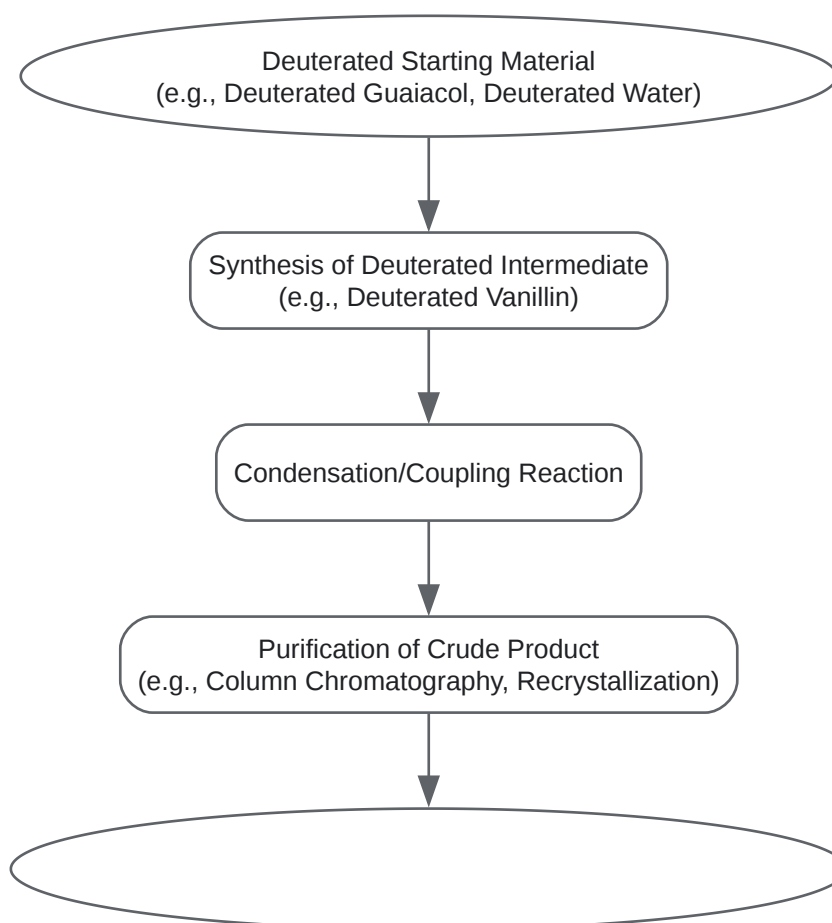 Deuterated Starting Material
(e.g., Deuterated Guaiacol, Deuterated Water)
Synthesis of Deuterated Intermediate
(e.g., Deuterated Vanillin)
Condensation/Coupling Reaction
Purification of Crude Product
(e.g., Column Chromatography, Recrystallization)